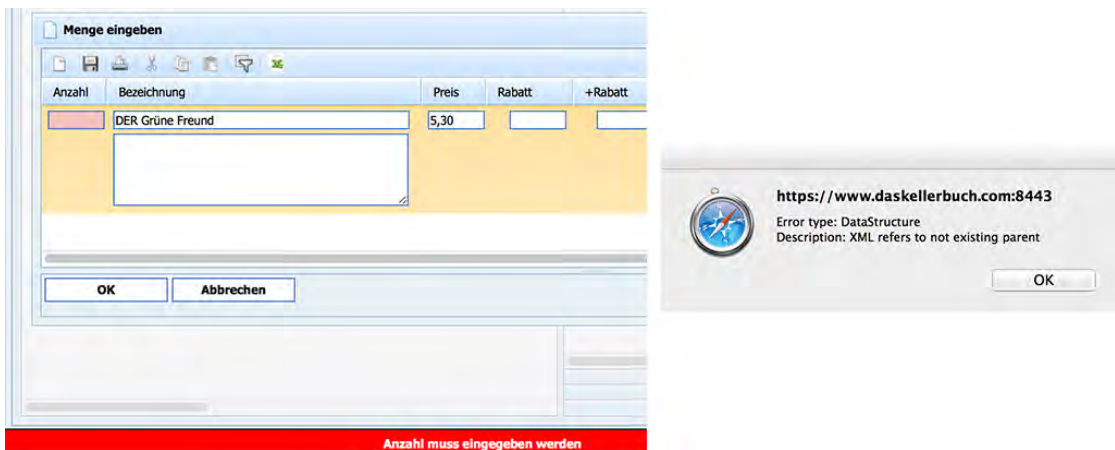 Menge eingeben
Anzahl Bezeichnung Preis Rabatt +Rabatt
DER Grüne Freund 5,30
OK Abbrechen
Anzahl muss eingegeben werden
https://www.daskellerbuch.com:8443
Error type: DataStructure
Description: XML refers to not existing parent
OK